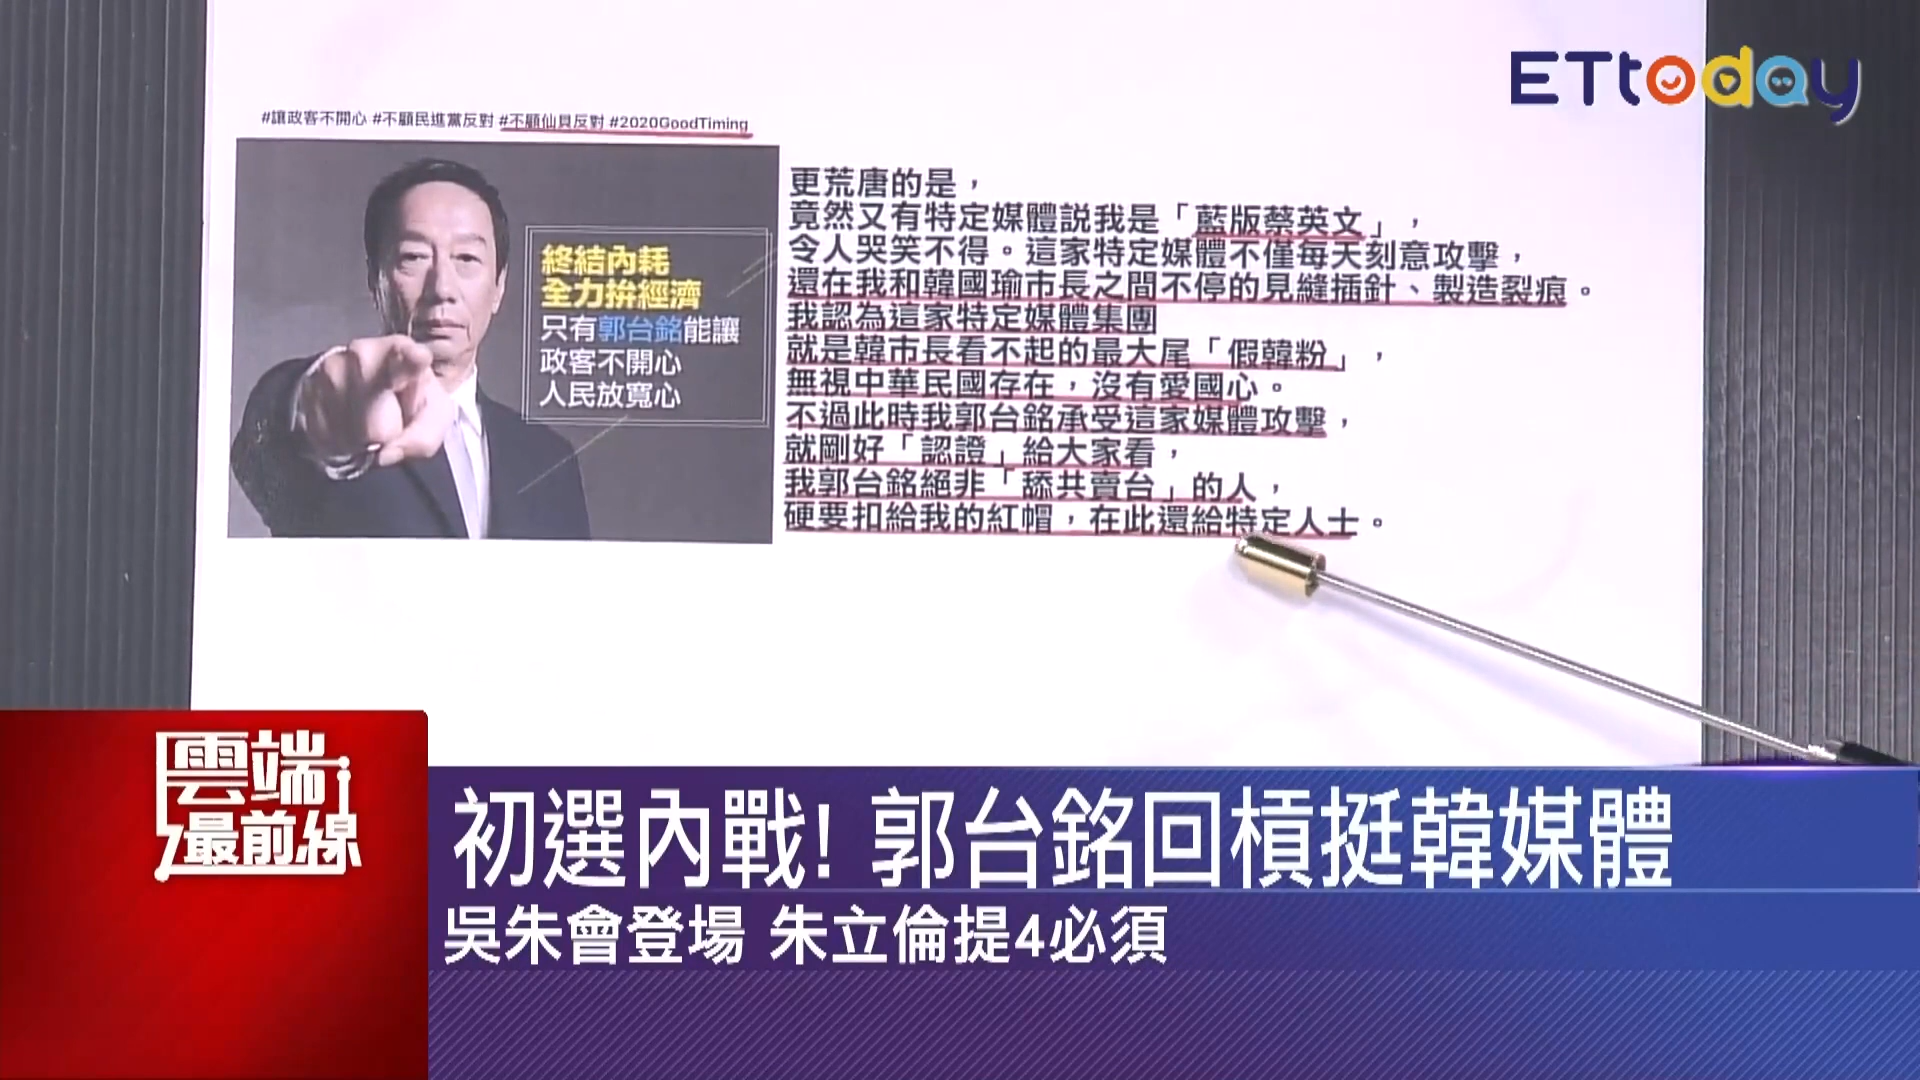 ETtoday
#讓政客不開心 #不顧民進黨反對 #不顧仙貝反對 #2020GoodTiming
終結內耗
全力拚經濟
只有郭台銘能讓
政客不開心
人民放寬心
更荒唐的是，
竟然又有特定媒體說我是「藍版蔡英文」，
令人哭笑不得。這家特定媒體不僅每天刻意攻擊，
還在我和韓國瑜市長之間不停的見縫插針、製造裂痕。
我認為這家特定媒體集團
就是韓市長看不起的最大尾「假韓粉」，
無視中華民國存在，沒有愛國心。
不過此時我郭台銘承受這家媒體攻擊，
就剛好「認證」給大家看，
我郭台銘絕非「舔共賣台」的人，
硬要扣給我的紅帽，在此還給特定人士。
雲端
最前線
初選內戰! 郭台銘回槓挺韓媒體
吳朱會登場 朱立倫提4必須